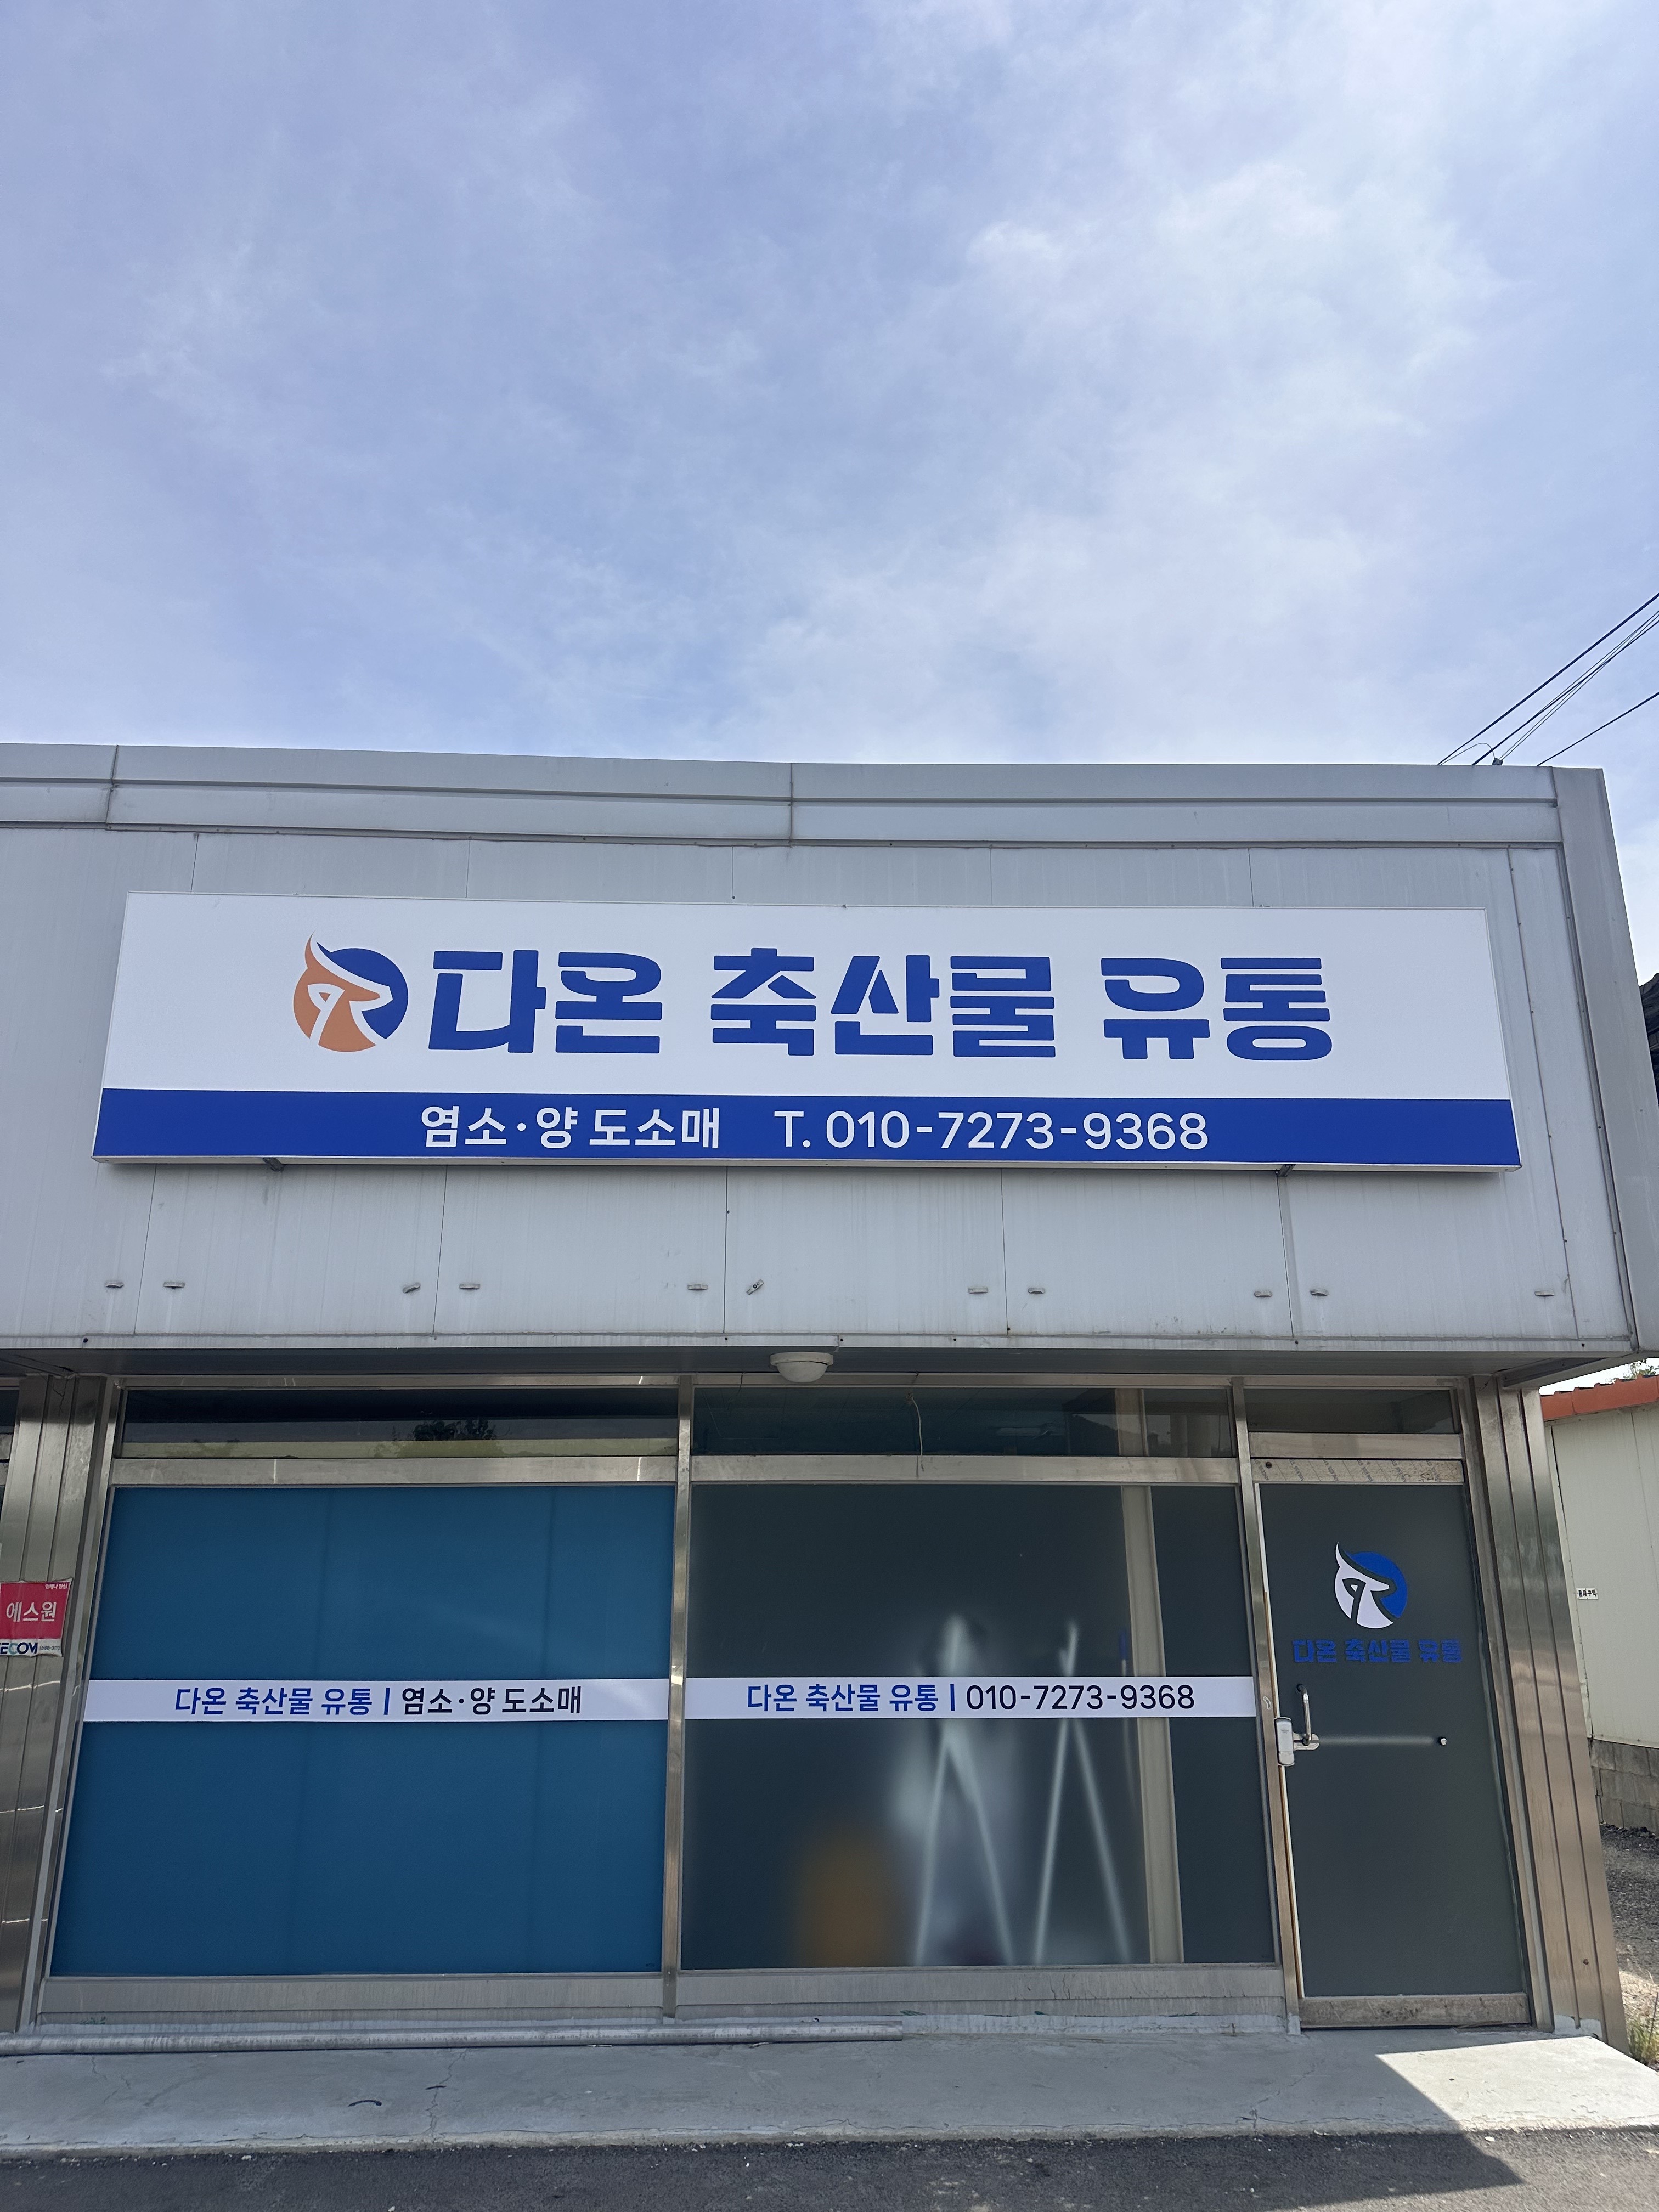 다온 축산물 유통
염소·양 도소매 T. 010-7273-9368
에스원
다온 축산물 유통
다온 축산물 유통 | 염소·양 도소매
다온 축산물 유통 | 010-7273-9368